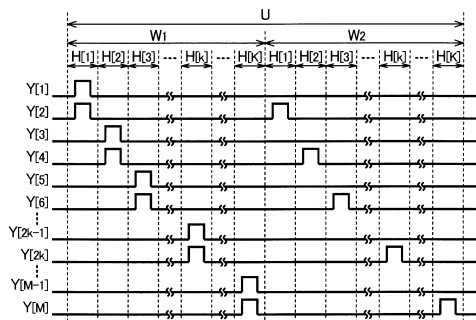 U
W1 W2
H[1] H[2] H[3] ··· H[k] ··· H[K] H[1] H[2] H[3] ··· H[k] ··· H[K]
Y[1]
Y[2]
Y[3]
Y[4]
Y[5]
Y[6]
Y[2k-1]
Y[2k]
Y[M-1]
Y[M]